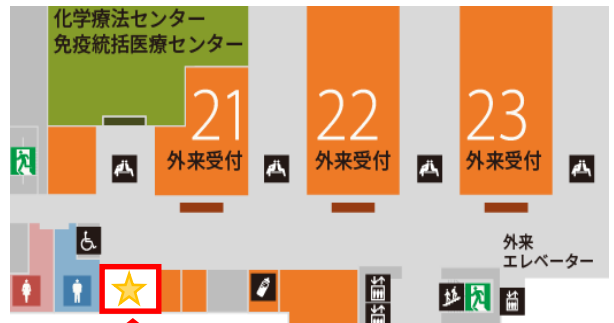 化学療法センター
免疫統括医療センター
21
外来受付
22
外来受付
23
外来受付
外来
エレベーター